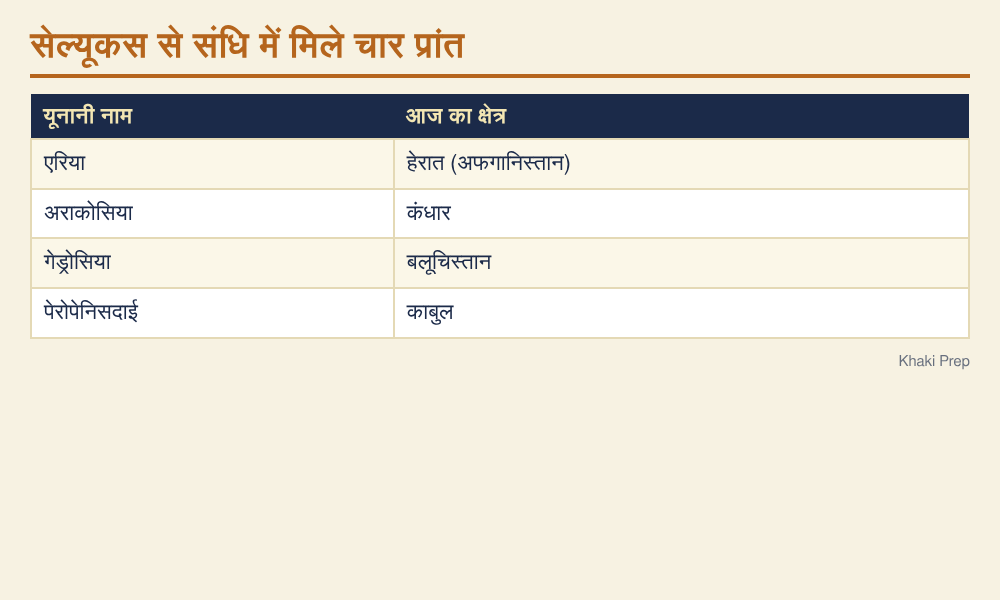 सेल्यूकस से संधि में मिले चार प्रांत
यूनानी नाम आज का क्षेत्र
एरिया हेरात (अफगानिस्तान)
अराकोसिया कंधार
गेड्रोसिया बलूचिस्तान
पेरोपेनिसदाई काबुल
Khaki Prep